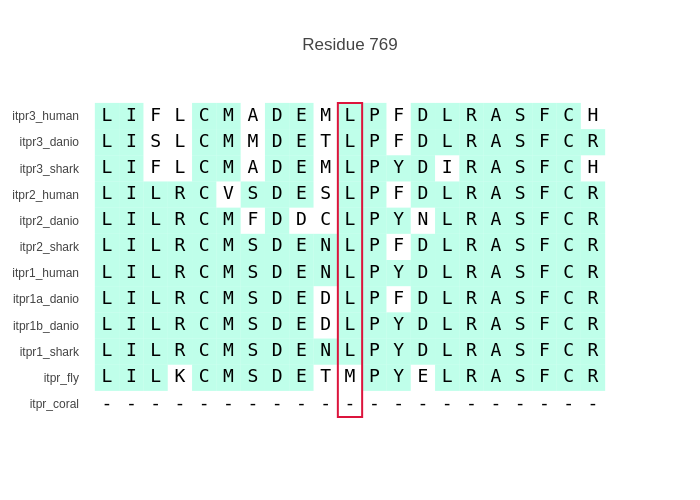 Residue 769
itpr3_human L I F L C M A D E M L P F D L R A S F C H
itpr3_danio L I S L C M M D E T L P F D L R A S F C R
itpr3_shark L I F L C M A D E M L P Y D I R A S F C H
itpr2_human L I L R C V S D E S L P F D L R A S F C R
itpr2_danio L I L R C M F D D C L P Y N L R A S F C R
itpr2_shark L I L R C M S D E N L P F D L R A S F C R
itpr1_human L I L R C M S D E N L P Y D L R A S F C R
itpr1a_danio L I L R C M S D E D L P F D L R A S F C R
itpr1b_danio L I L R C M S D E D L P Y D L R A S F C R
itpr1_shark L I L R C M S D E N L P Y D L R A S F C R
itpr_fly L I L K C M S D E T M P Y E L R A S F C R
itpr_coral - - - - - - - - - - - - - - - - - - - - -